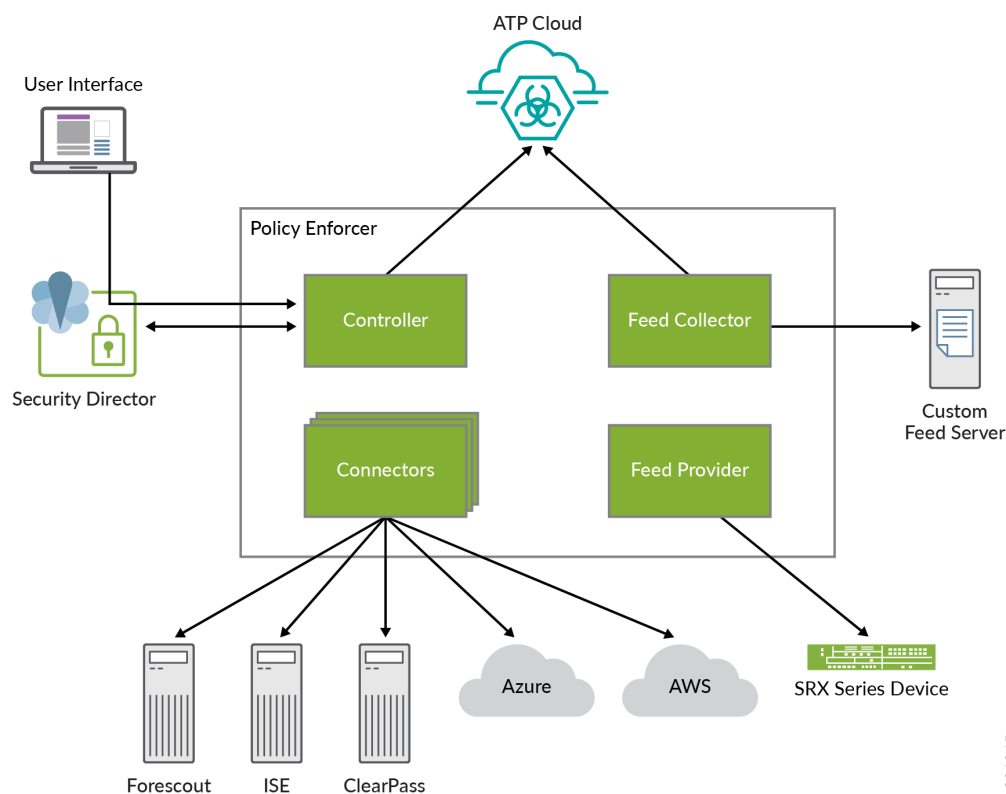 ATP Cloud
User Interface
Policy Enforcer
Controller
Feed Collector
Security Director
Custom
Feed Server
Connectors
Feed Provider
Azure
AWS
SRX Series Device
Forescout
ISE
ClearPass